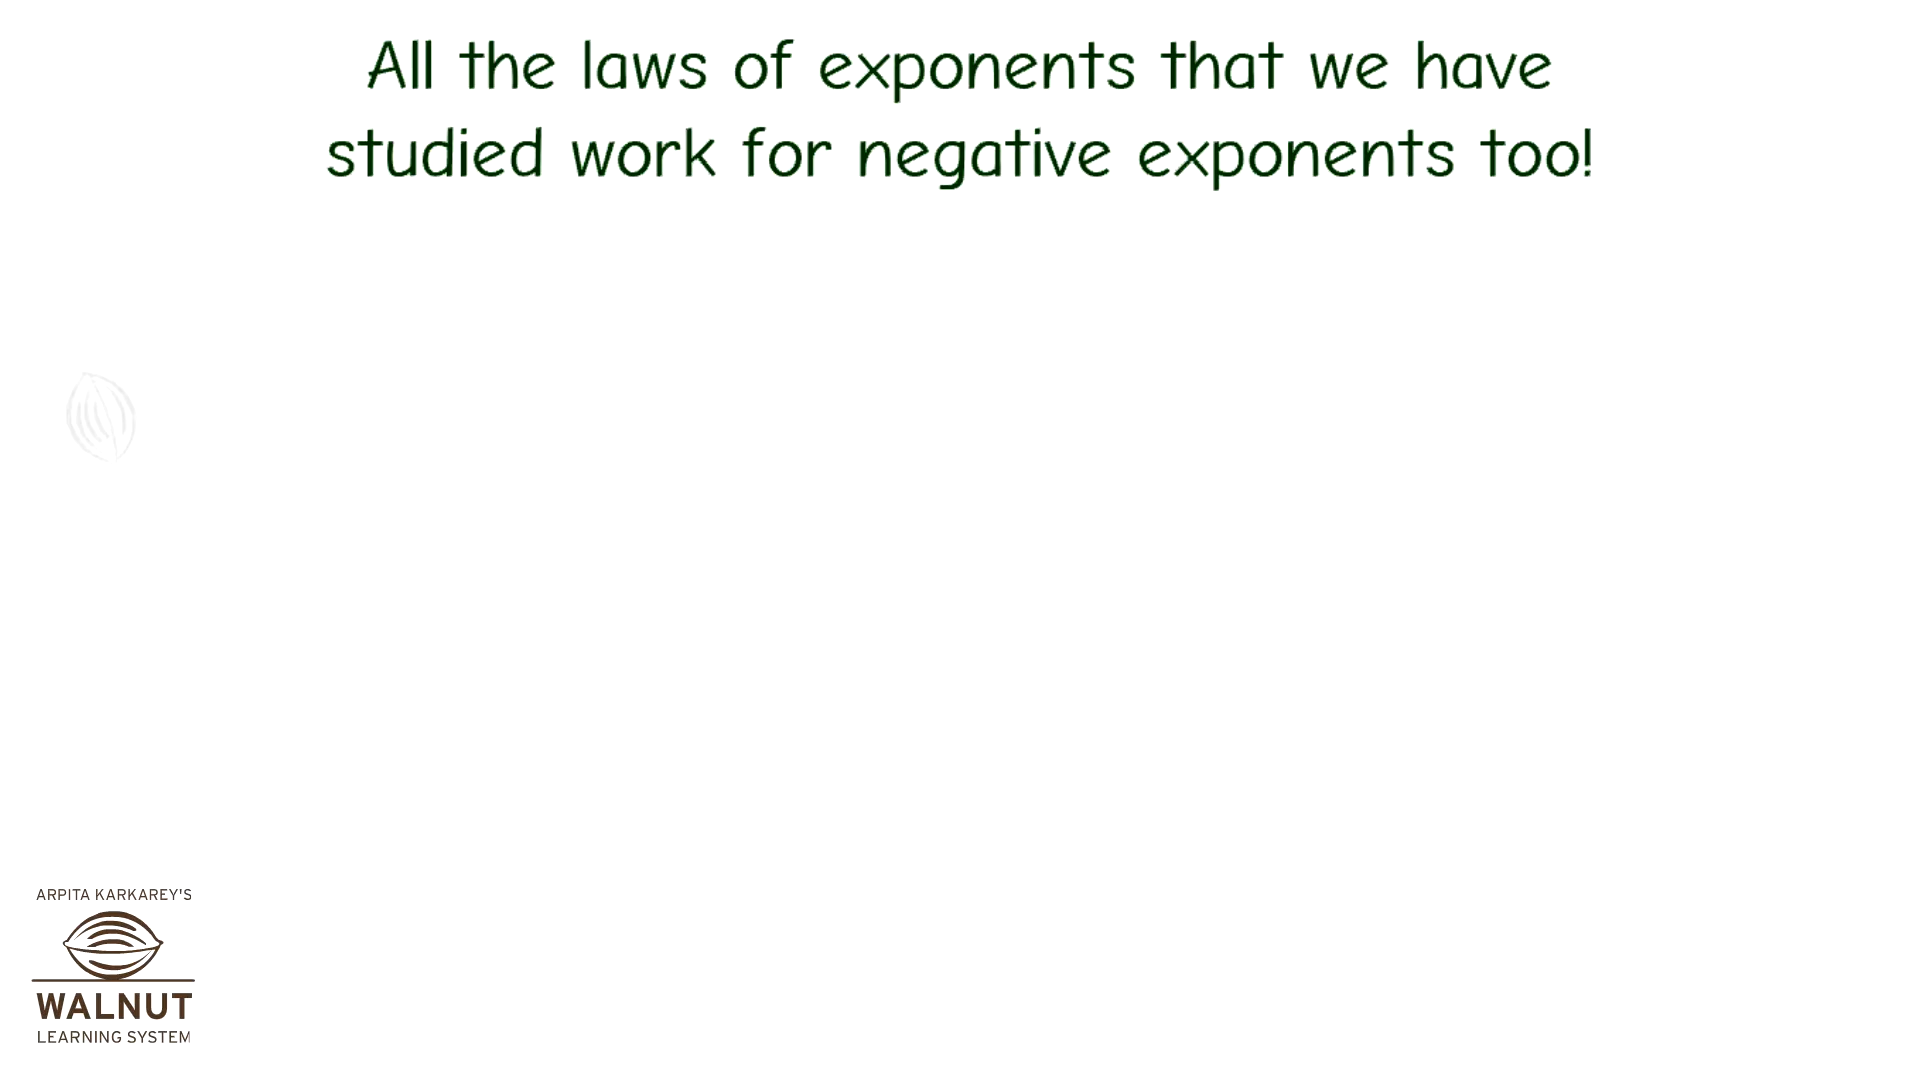 All the laws of exponents that we have
studied work for negative exponents too!
ARPITA KARKAREY'S
WALNUT
LEARNING SYSTEM